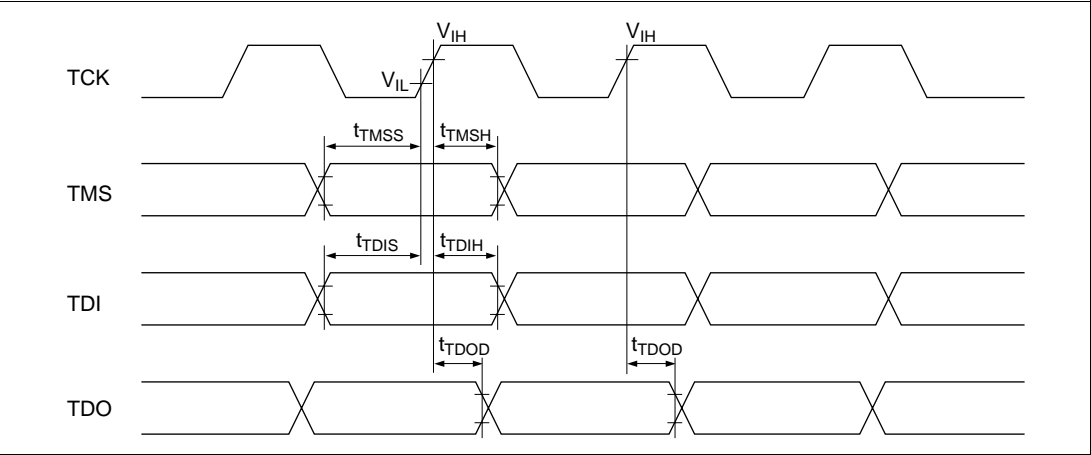 V_IH V_IH
TCK
V_IL
t_TMSS t_TMSH
TMS
t_TDIS t_TDIH
TDI
t_TDOD t_TDOD
TDO